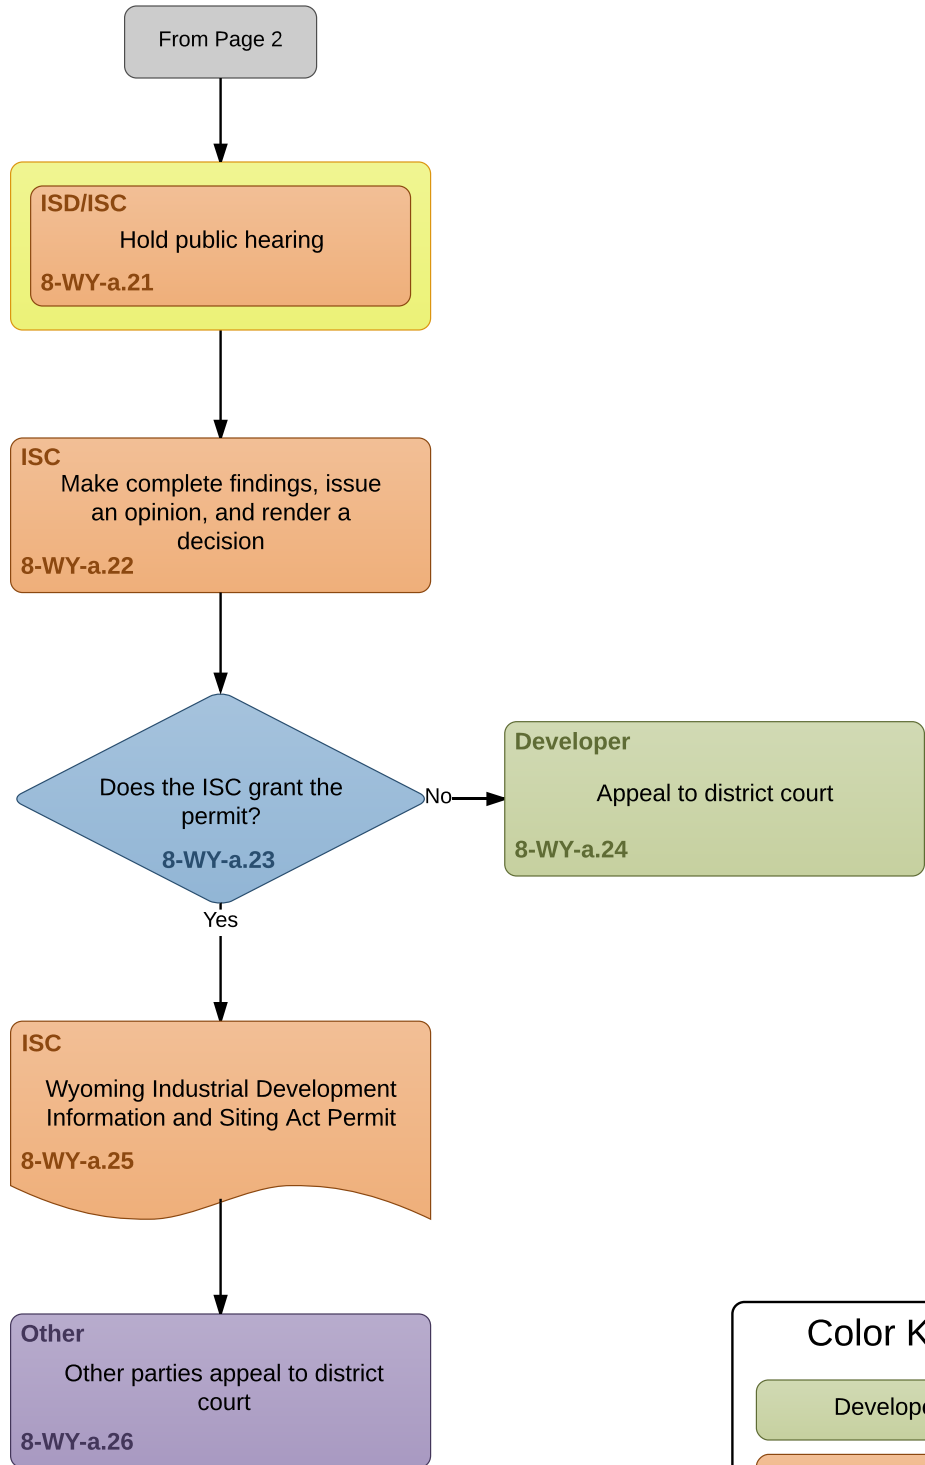 From Page 2
ISD/ISC
Hold public hearing
8-WY-a.21
ISC
Make complete findings, issue
an opinion, and render a
decision
8-WY-a.22
Does the ISC grant the
permit?
8-WY-a.23
No
Developer
Appeal to district court
8-WY-a.24
Yes
ISC
Wyoming Industrial Development
Information and Siting Act Permit
8-WY-a.25
Other
Other parties appeal to district
court
8-WY-a.26
Color K
Develope